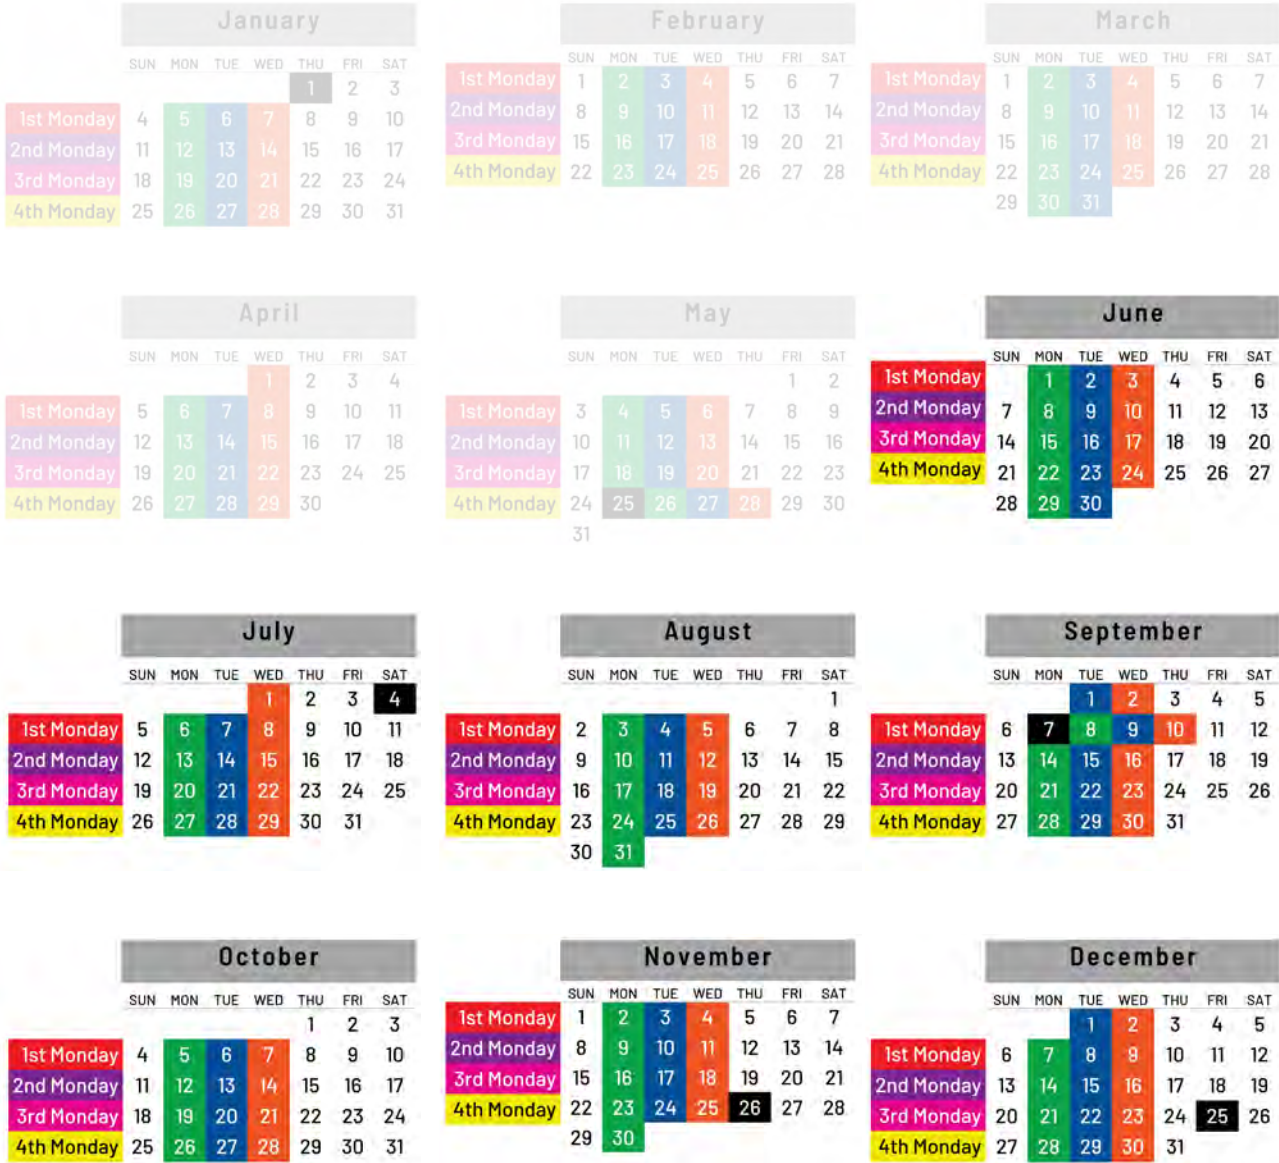 January
SUN MON TUE WED THU FRI SAT
1 2 3
1st Monday 4 5 6 7 8 9 10
2nd Monday 11 12 13 14 15 16 17
3rd Monday 18 19 20 21 22 23 24
4th Monday 25 26 27 28 29 30 31
February
SUN MON TUE WED THU FRI SAT
1st Monday 1 2 3 4 5 6 7
2nd Monday 8 9 10 11 12 13 14
3rd Monday 15 16 17 18 19 20 21
4th Monday 22 23 24 25 26 27 28
March
SUN MON TUE WED THU FRI SAT
1st Monday 1 2 3 4 5 6 7
2nd Monday 8 9 10 11 12 13 14
3rd Monday 15 16 17 18 19 20 21
4th Monday 22 23 24 25 26 27 28
29 30 31
April
SUN MON TUE WED THU FRI SAT
1 2 3 4
1st Monday 5 6 7 8 9 10 11
2nd Monday 12 13 14 15 16 17 18
3rd Monday 19 20 21 22 23 24 25
4th Monday 26 27 28 29 30
May
SUN MON TUE WED THU FRI SAT
1 2
1st Monday 3 4 5 6 7 8 9
2nd Monday 10 11 12 13 14 15 16
3rd Monday 17 18 19 20 21 22 23
4th Monday 24 25 26 27 28 29 30
31
June
SUN MON TUE WED THU FRI SAT
1st Monday 1 2 3 4 5 6
2nd Monday 7 8 9 10 11 12 13
3rd Monday 14 15 16 17 18 19 20
4th Monday 21 22 23 24 25 26 27
28 29 30
July
SUN MON TUE WED THU FRI SAT
1 2 3 4
1st Monday 5 6 7 8 9 10 11
2nd Monday 12 13 14 15 16 17 18
3rd Monday 19 20 21 22 23 24 25
4th Monday 26 27 28 29 30 31
August
SUN MON TUE WED THU FRI SAT
1
1st Monday 2 3 4 5 6 7 8
2nd Monday 9 10 11 12 13 14 15
3rd Monday 16 17 18 19 20 21 22
4th Monday 23 24 25 26 27 28 29
30 31
September
SUN MON TUE WED THU FRI SAT
1 2 3 4 5
1st Monday 6 7 8 9 10 11 12
2nd Monday 13 14 15 16 17 18 19
3rd Monday 20 21 22 23 24 25 26
4th Monday 27 28 29 30 31
October
SUN MON TUE WED THU FRI SAT
1 2 3
1st Monday 4 5 6 7 8 9 10
2nd Monday 11 12 13 14 15 16 17
3rd Monday 18 19 20 21 22 23 24
4th Monday 25 26 27 28 29 30 31
November
SUN MON TUE WED THU FRI SAT
1st Monday 1 2 3 4 5 6 7
2nd Monday 8 9 10 11 12 13 14
3rd Monday 15 16 17 18 19 20 21
4th Monday 22 23 24 25 26 27 28
29 30
December
SUN MON TUE WED THU FRI SAT
1 2 3 4 5
1st Monday 6 7 8 9 10 11 12
2nd Monday 13 14 15 16 17 18 19
3rd Monday 20 21 22 23 24 25 26
4th Monday 27 28 29 30 31